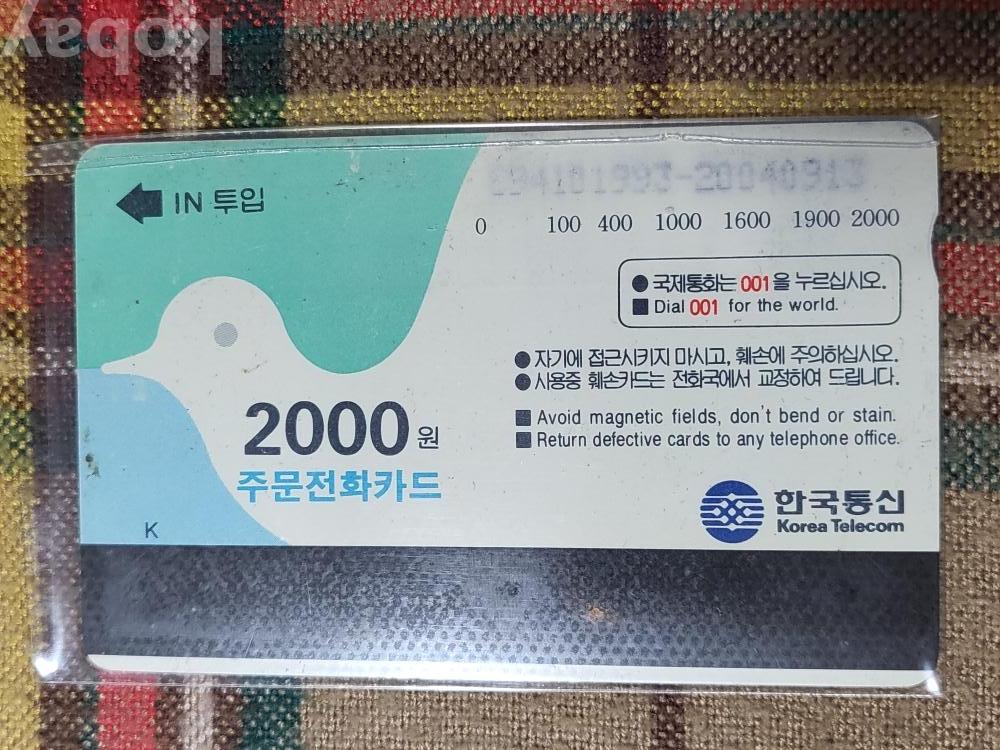 kobay
IN 투입
0 100 400 1000 1600 1900 2000
● 국제통화는 001을 누르십시오.
■ Dial 001 for the world.
● 자기에 접근시키지 마시고, 훼손에 주의하십시오.
● 사용중 훼손카드는 전화국에서 교정하여 드립니다.
■ Avoid magnetic fields, don't bend or stain.
■ Return defective cards to any telephone office.
2000원
주문전화카드
K
한국통신
Korea Telecom